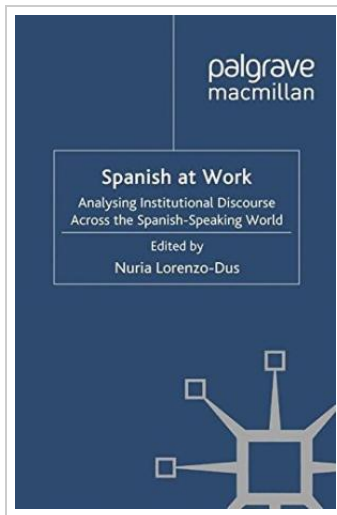 palgrave
macmillan
Spanish at Work
Analysing Institutional Discourse
Across the Spanish-Speaking World
Edited by
Nuria Lorenzo-Dus